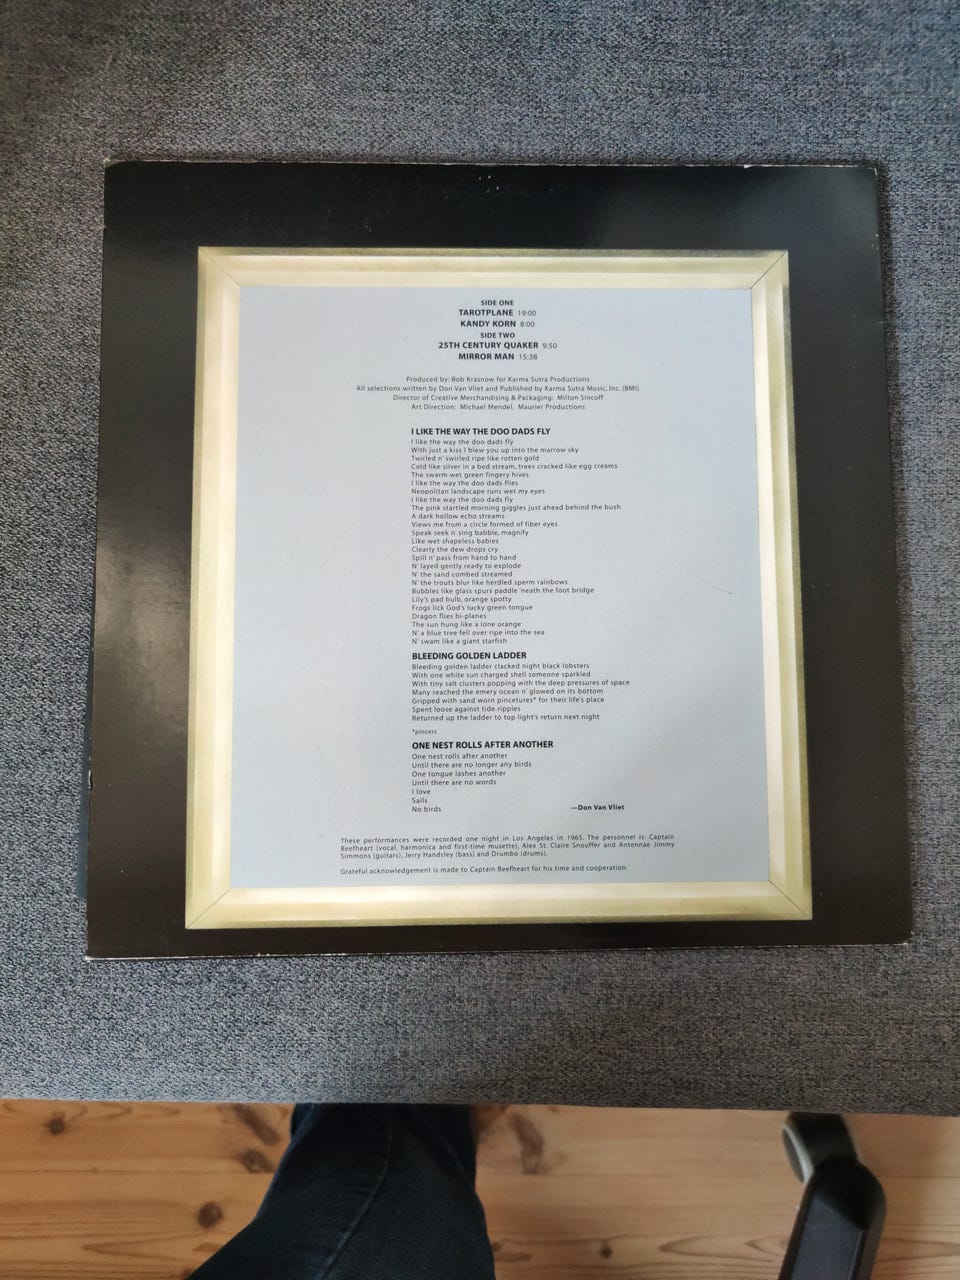 SIDE ONE
TAROTPLANE 19:00
KANDY KORN 8:00
SIDE TWO
25TH CENTURY QUAKER 9:50
MIRROR MAN 15:38
Produced by: Bob Krasnow for Karma Sutra Productions
All selections written by Don Van Vliet and Published by Karma Sutra Music, Inc. (BMI)
Director of Creative Merchandising & Packaging: Milton Sincoff
Art Direction: Michael Mendel, Maurier Productions
I LIKE THE WAY THE DOO DADS FLY
I like the way the doo dads fly
With just a kiss I blew you up into the marrow sky
Twirled n' swirled ripe like rotten gold
Cold like silver in a bed stream, trees cracked like egg creams
The swarm wet green fingery hives
I like the way the doo dads flies
Neopolitan landscape runs wet my eyes
I like the way the doo dads fly
The pink startled morning giggles just ahead behind the bush
A dark hollow echo streams
Views me from a circle formed of fiber eyes
Speak seek n' sing babble, magnify
Like wet shapeless babies
Clearly the dew drops cry
Spill n' pass from hand to hand
N' layed gently ready to explode
N' the sand combed streamed
N' the trouts blur like herdled sperm rainbows
Bubbles like glass spurs paddle 'neath the foot bridge
Lily's pad bulb, orange spotty
Frogs lick God's lucky green tongue
Dragon flies bi-planes
The sun hung like a lone orange
N' a blue tree fell over ripe into the sea
N' swam like a giant starfish
BLEEDING GOLDEN LADDER
Bleeding golden ladder clacked night black lobsters
With one white sun charged shell someone sparkled
With tiny salt clusters popping with the deep pressures of space
Many reached the emery ocean n' glowed on its bottom
Gripped with sand worn pincetures* for their life's place
Spent loose against tide ripples
Returned up the ladder to top light's return next night
*pincers
ONE NEST ROLLS AFTER ANOTHER
One nest rolls after another
Until there are no longer any birds
One tongue lashes another
Until there are no words
I love
Sails
No birds —Don Van Vliet
These performances were recorded one night in Los Angeles in 1965. The personnel is: Captain
Beefheart (vocal, harmonica and first-time musette), Alex St. Claire Snouffer and Antennae Jimmy
Simmons (guitars), Jerry Handsley (bass) and Drumbo (drums).
Grateful acknowledgement is made to Captain Beefheart for his time and cooperation.